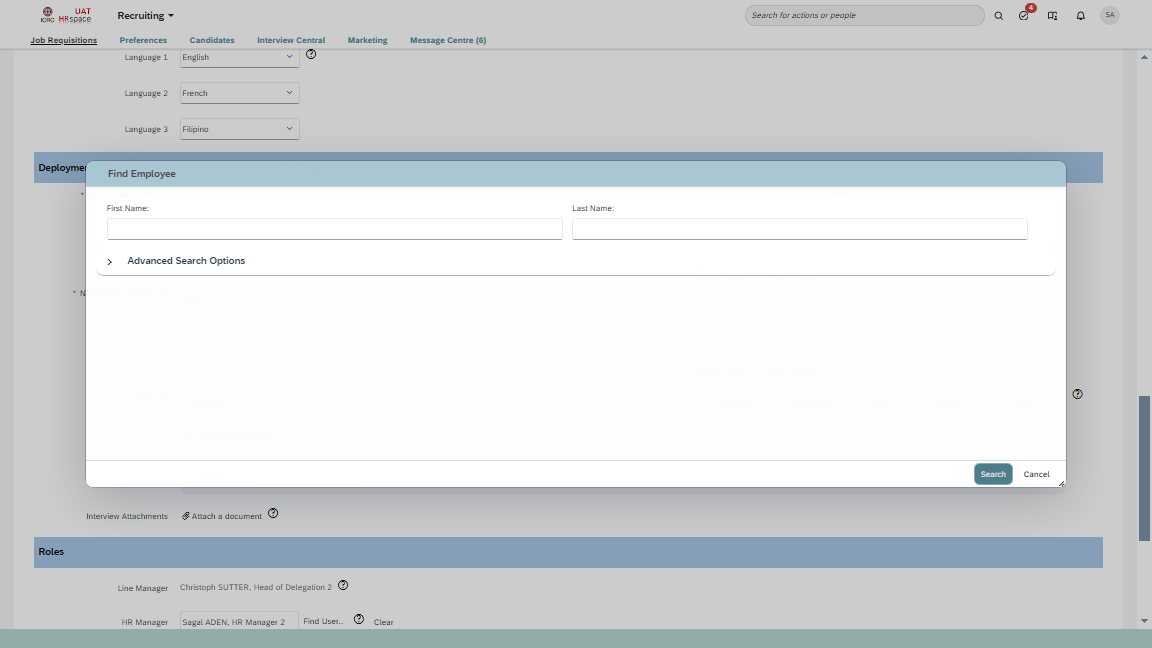 UAT
ICRC HRspace
Recruiting
Search for actions or people
4
SA
Job Requisitions
Preferences
Candidates
Interview Central
Marketing
Message Centre (6)
Language 1
English
Language 2
French
Language 3
Filipino
Deployme
*
Find Employee
First Name:
Last Name:
Advanced Search Options
* N
Search
Cancel
Interview Attachments
Attach a document
Roles
Line Manager
Christoph SUTTER, Head of Delegation 2
HR Manager
Sagal ADEN, HR Manager 2
Find User..
Clear